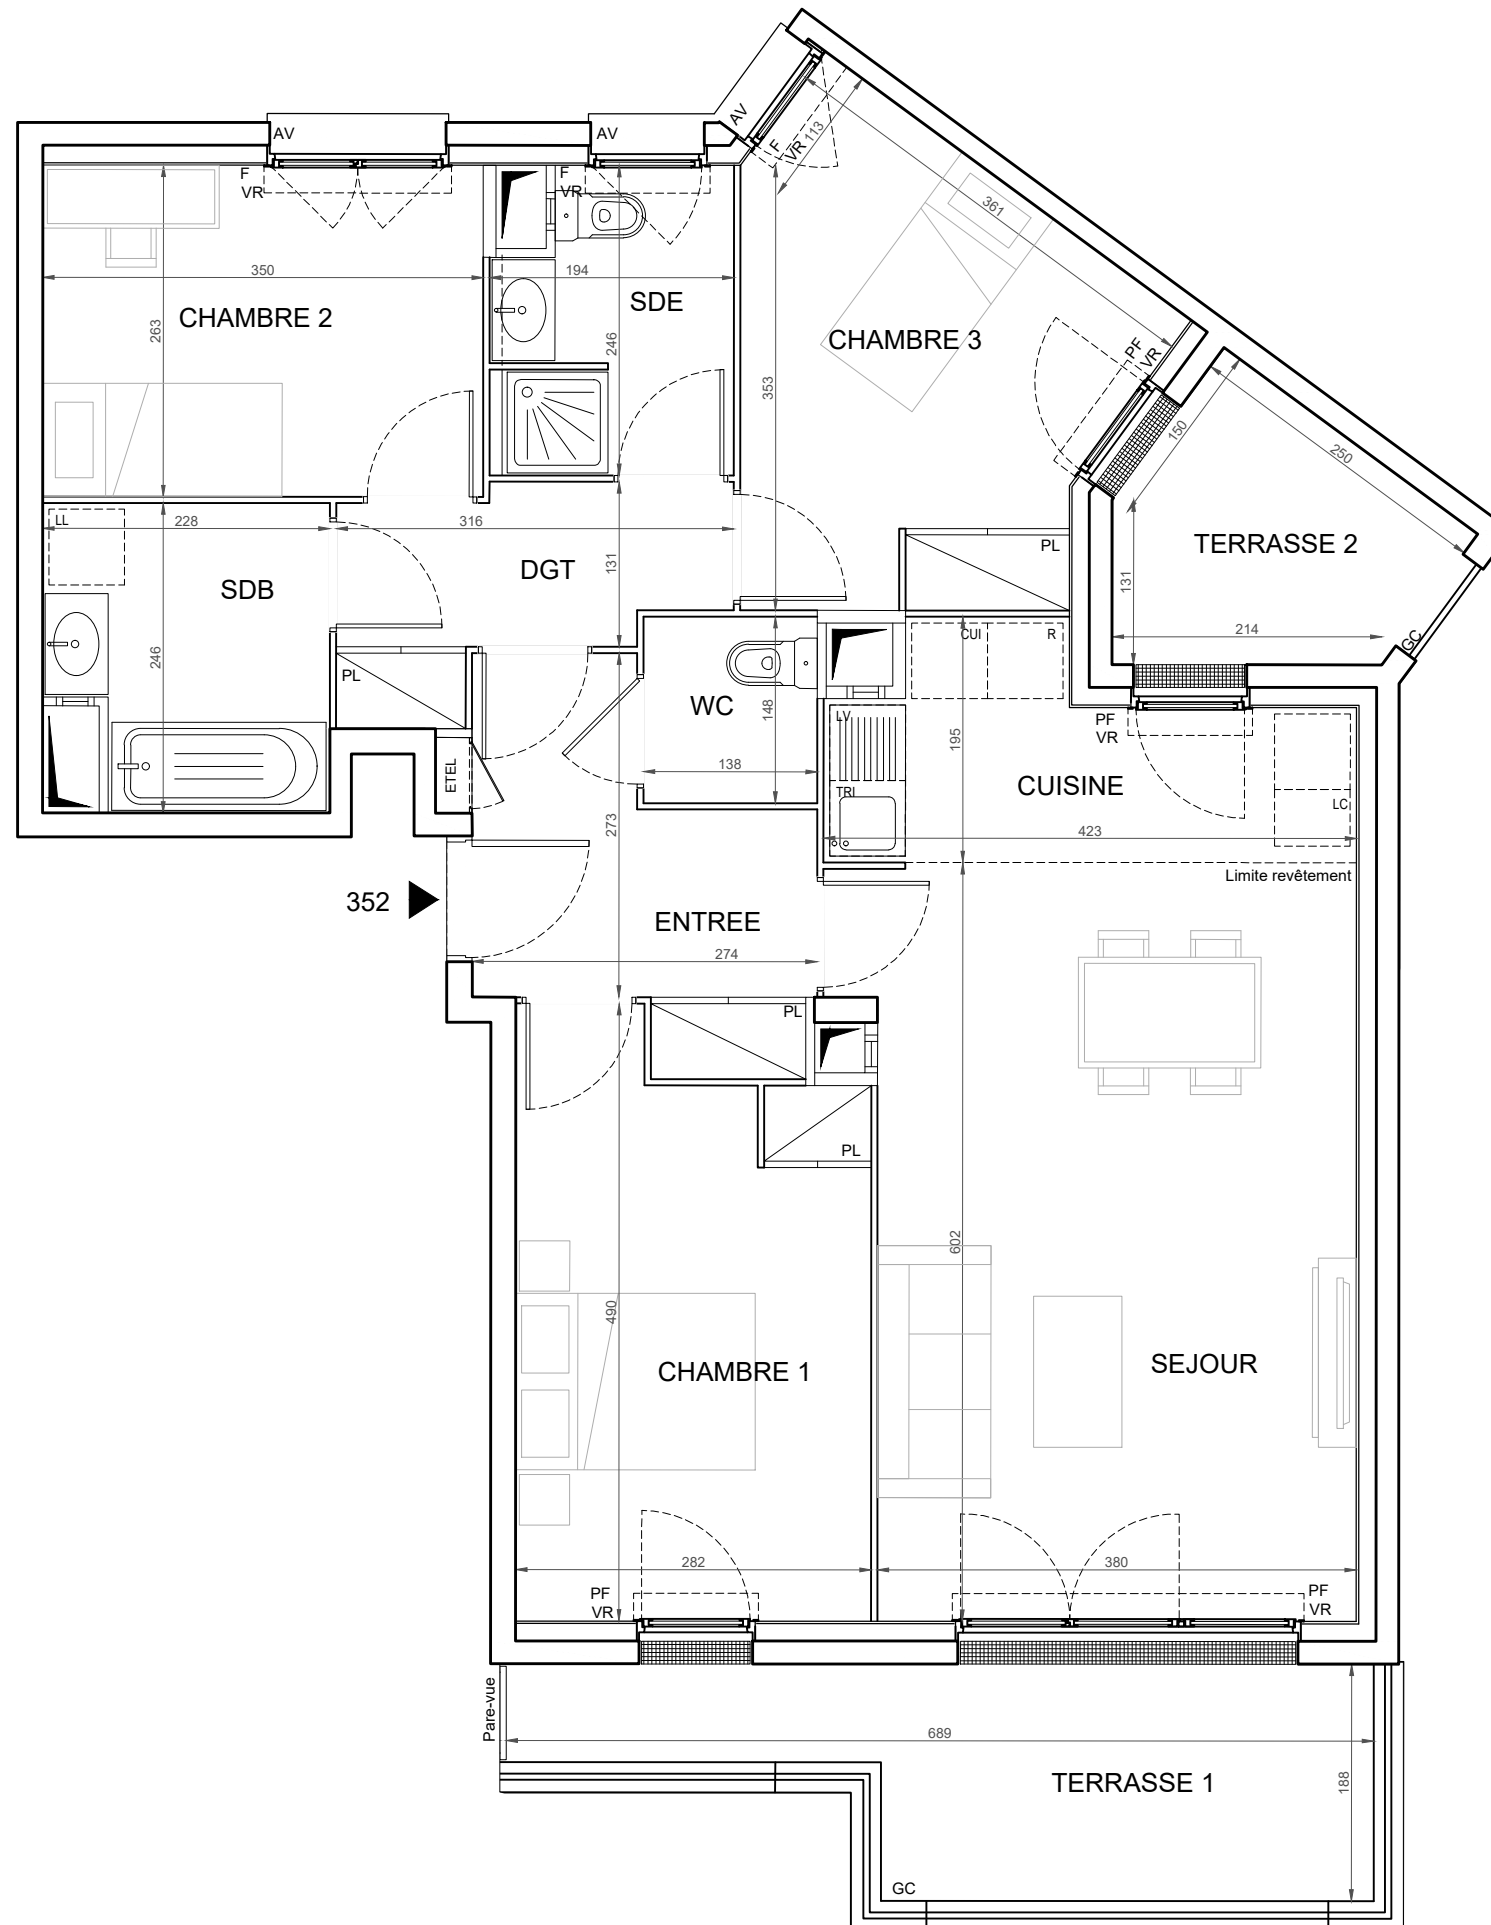 AV
AV
AV
F
VR
F
VR
F
VR
113
361
350
194
CHAMBRE 2
SDE
263
246
CHAMBRE 3
353
PF
VR
150
250
LL
228
316
DGT
131
SDB
PL
TERRASSE 2
131
214
GC
246
PL
WC
148
138
CUI
R
LV
195
PF
VR
CUISINE
TRI
LC
423
Limite revêtement
ETEL
273
352
ENTREE
274
PL
PL
602
490
CHAMBRE 1
SEJOUR
282
380
PF
VR
PF
VR
Pare-vue
689
TERRASSE 1
188
GC